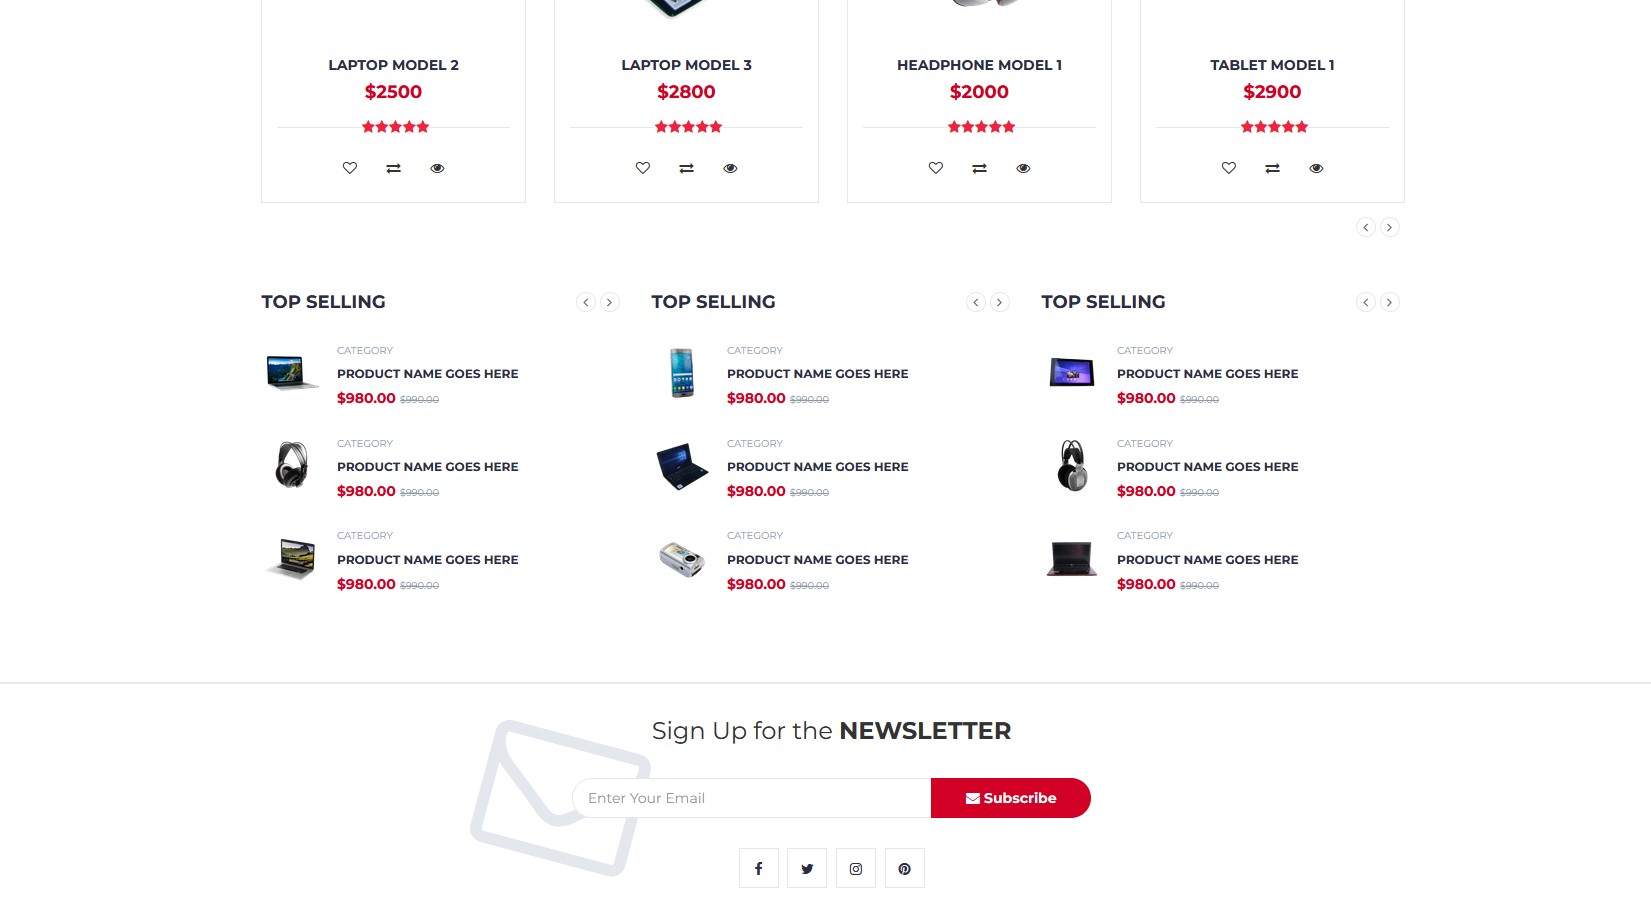 LAPTOP MODEL 2
$2500
LAPTOP MODEL 3
$2800
HEADPHONE MODEL 1
$2000
TABLET MODEL 1
$2900
TOP SELLING
CATEGORY
PRODUCT NAME GOES HERE
$980.00 $990.00
CATEGORY
PRODUCT NAME GOES HERE
$980.00 $990.00
CATEGORY
PRODUCT NAME GOES HERE
$980.00 $990.00
TOP SELLING
CATEGORY
PRODUCT NAME GOES HERE
$980.00 $990.00
CATEGORY
PRODUCT NAME GOES HERE
$980.00 $990.00
CATEGORY
PRODUCT NAME GOES HERE
$980.00 $990.00
TOP SELLING
CATEGORY
PRODUCT NAME GOES HERE
$980.00 $990.00
CATEGORY
PRODUCT NAME GOES HERE
$980.00 $990.00
CATEGORY
PRODUCT NAME GOES HERE
$980.00 $990.00
Sign Up for the NEWSLETTER
Enter Your Email
Subscribe